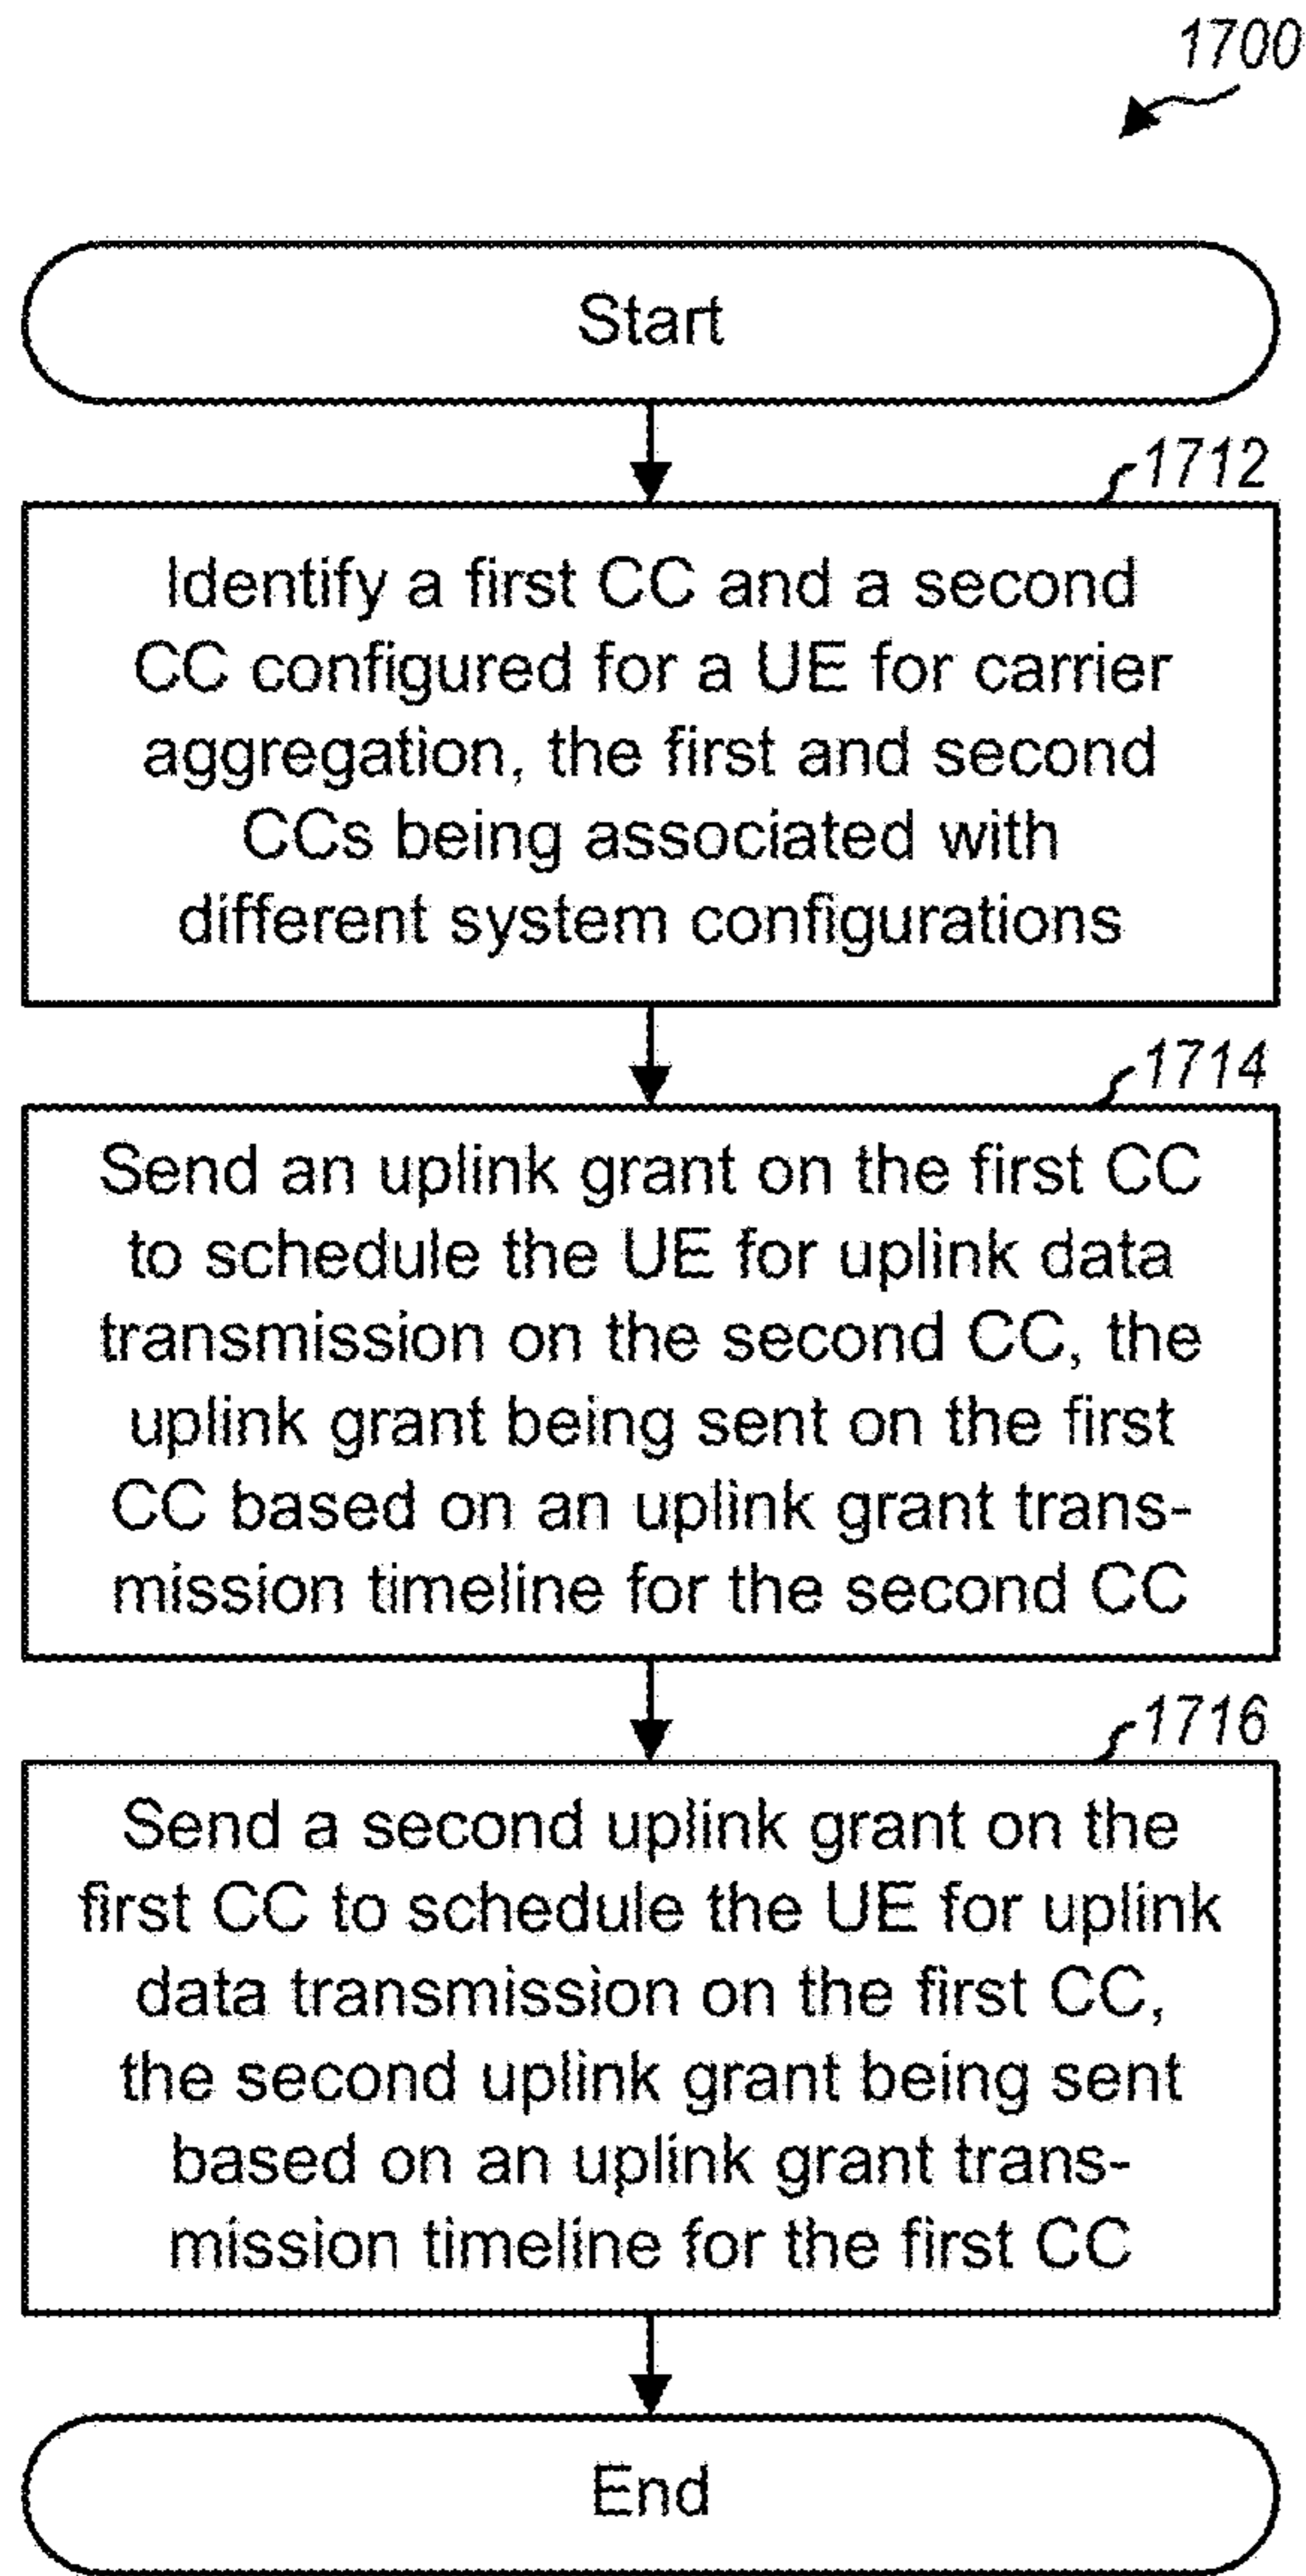 1700
Start
1712
Identify a first CC and a second
CC configured for a UE for carrier
aggregation, the first and second
CCs being associated with
different system configurations
1714
Send an uplink grant on the first CC
to schedule the UE for uplink data
transmission on the second CC, the
uplink grant being sent on the first
CC based on an uplink grant trans-
mission timeline for the second CC
1716
Send a second uplink grant on the
first CC to schedule the UE for uplink
data transmission on the first CC,
the second uplink grant being sent
based on an uplink grant trans-
mission timeline for the first CC
End